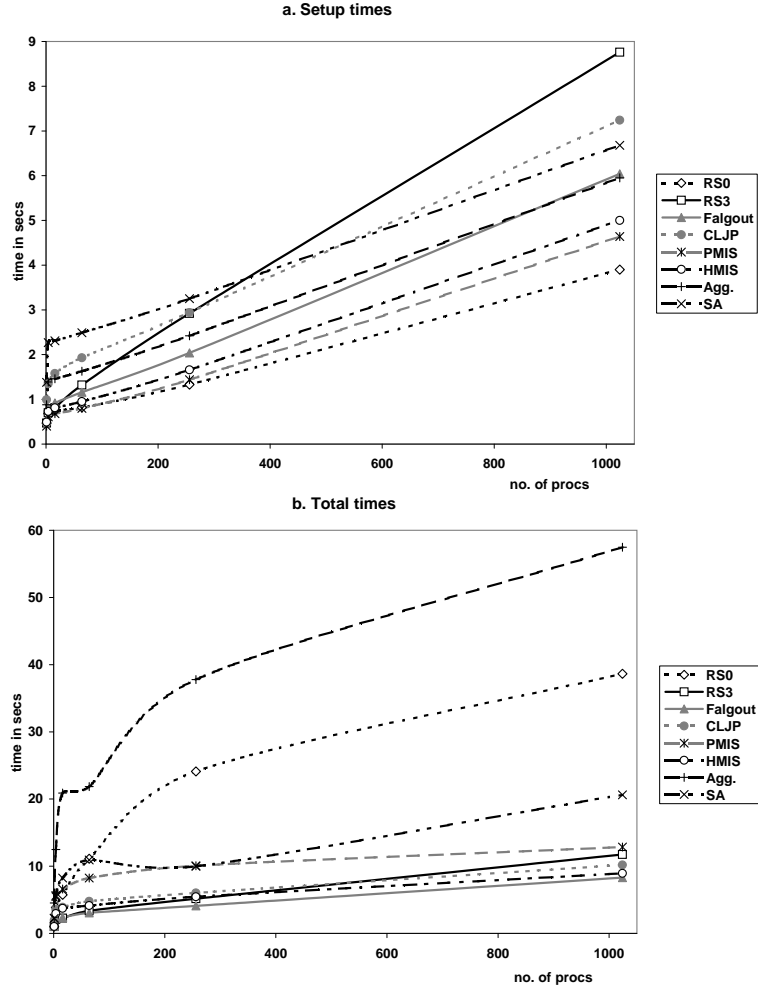 a. Setup times
9
8
7
6
5
4
3
2
1
0
time in secs
0
200
400
600
800
1000
no. of procs
RS0
RS3
Falgout
CLJP
PMIS
HMIS
Agg.
SA
b. Total times
60
50
40
30
20
10
0
time in secs
0
200
400
600
800
1000
no. of procs
RS0
RS3
Falgout
CLJP
PMIS
HMIS
Agg.
SA